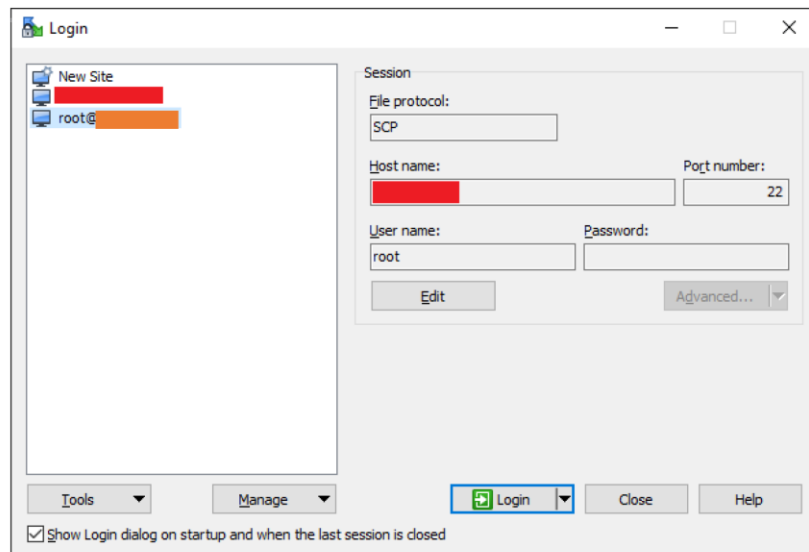 Login
New Site
root@
Session
File protocol:
SCP
Host name:
Port number:
22
User name:
Password:
root
Edit
Advanced...
Tools
Manage
Login
Close
Help
Show Login dialog on startup and when the last session is closed